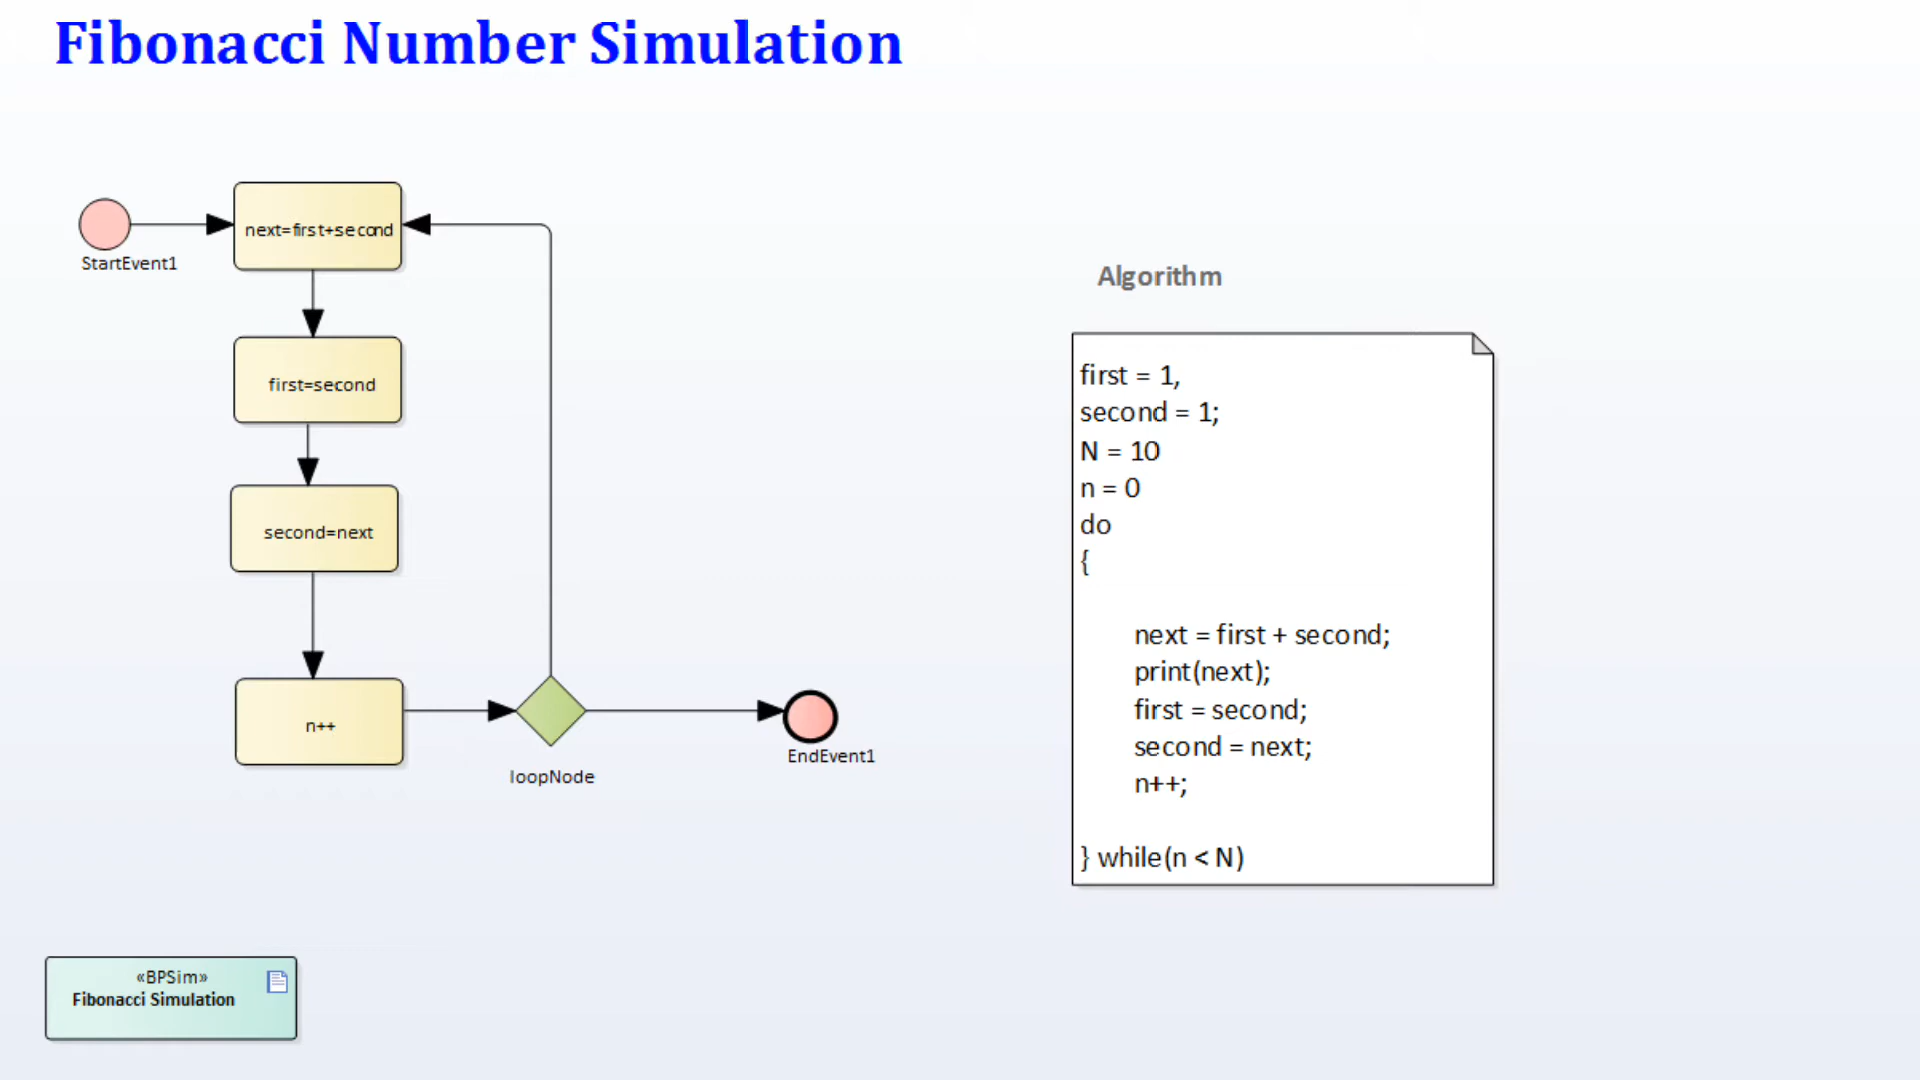 Fibonacci Number Simulation
StartEvent1
next=first+second
first=second
second=next
n++
loopNode
EndEvent1
Algorithm
first = 1,
second = 1;
N = 10
n = 0
do
{
next = first + second;
print(next);
first = second;
second = next;
n++;
} while(n < N)
«BPSim»
Fibonacci Simulation